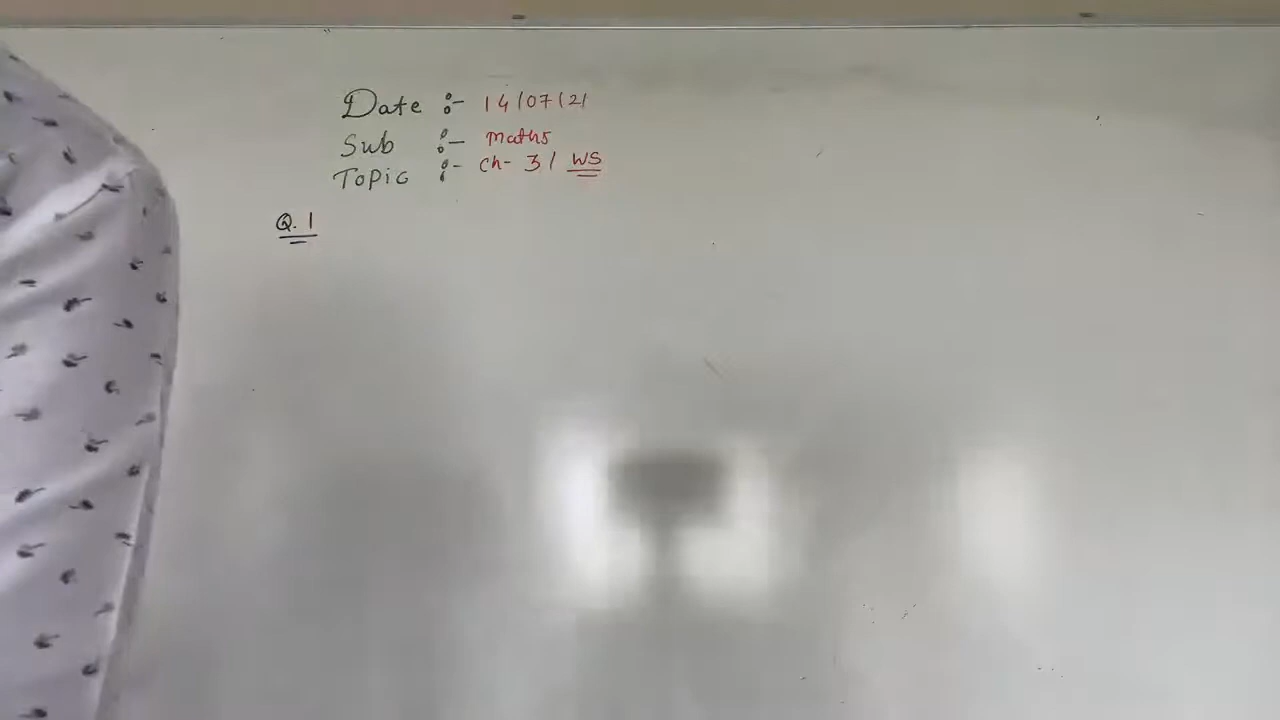 Date :- 14/07/21
Sub :- Maths
Topic :- Ch- 3/ WS
Q. 1